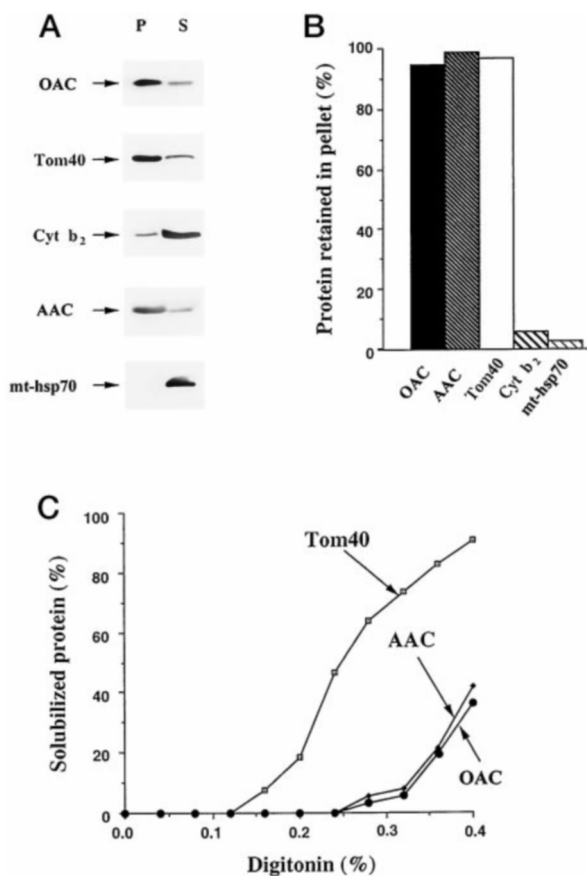 A
P S
OAC
Tom40
Cyt b2
AAC
mt-hsp70
B
Protein retained in pellet (%)
100
80
60
40
20
0
OAC
AAC
Tom40
Cyt b2
mt-hsp70
C
Solubilized protein (%)
100
80
60
40
20
0
Tom40
AAC
OAC
0.0 0.1 0.2 0.3 0.4
Digitonin (%)